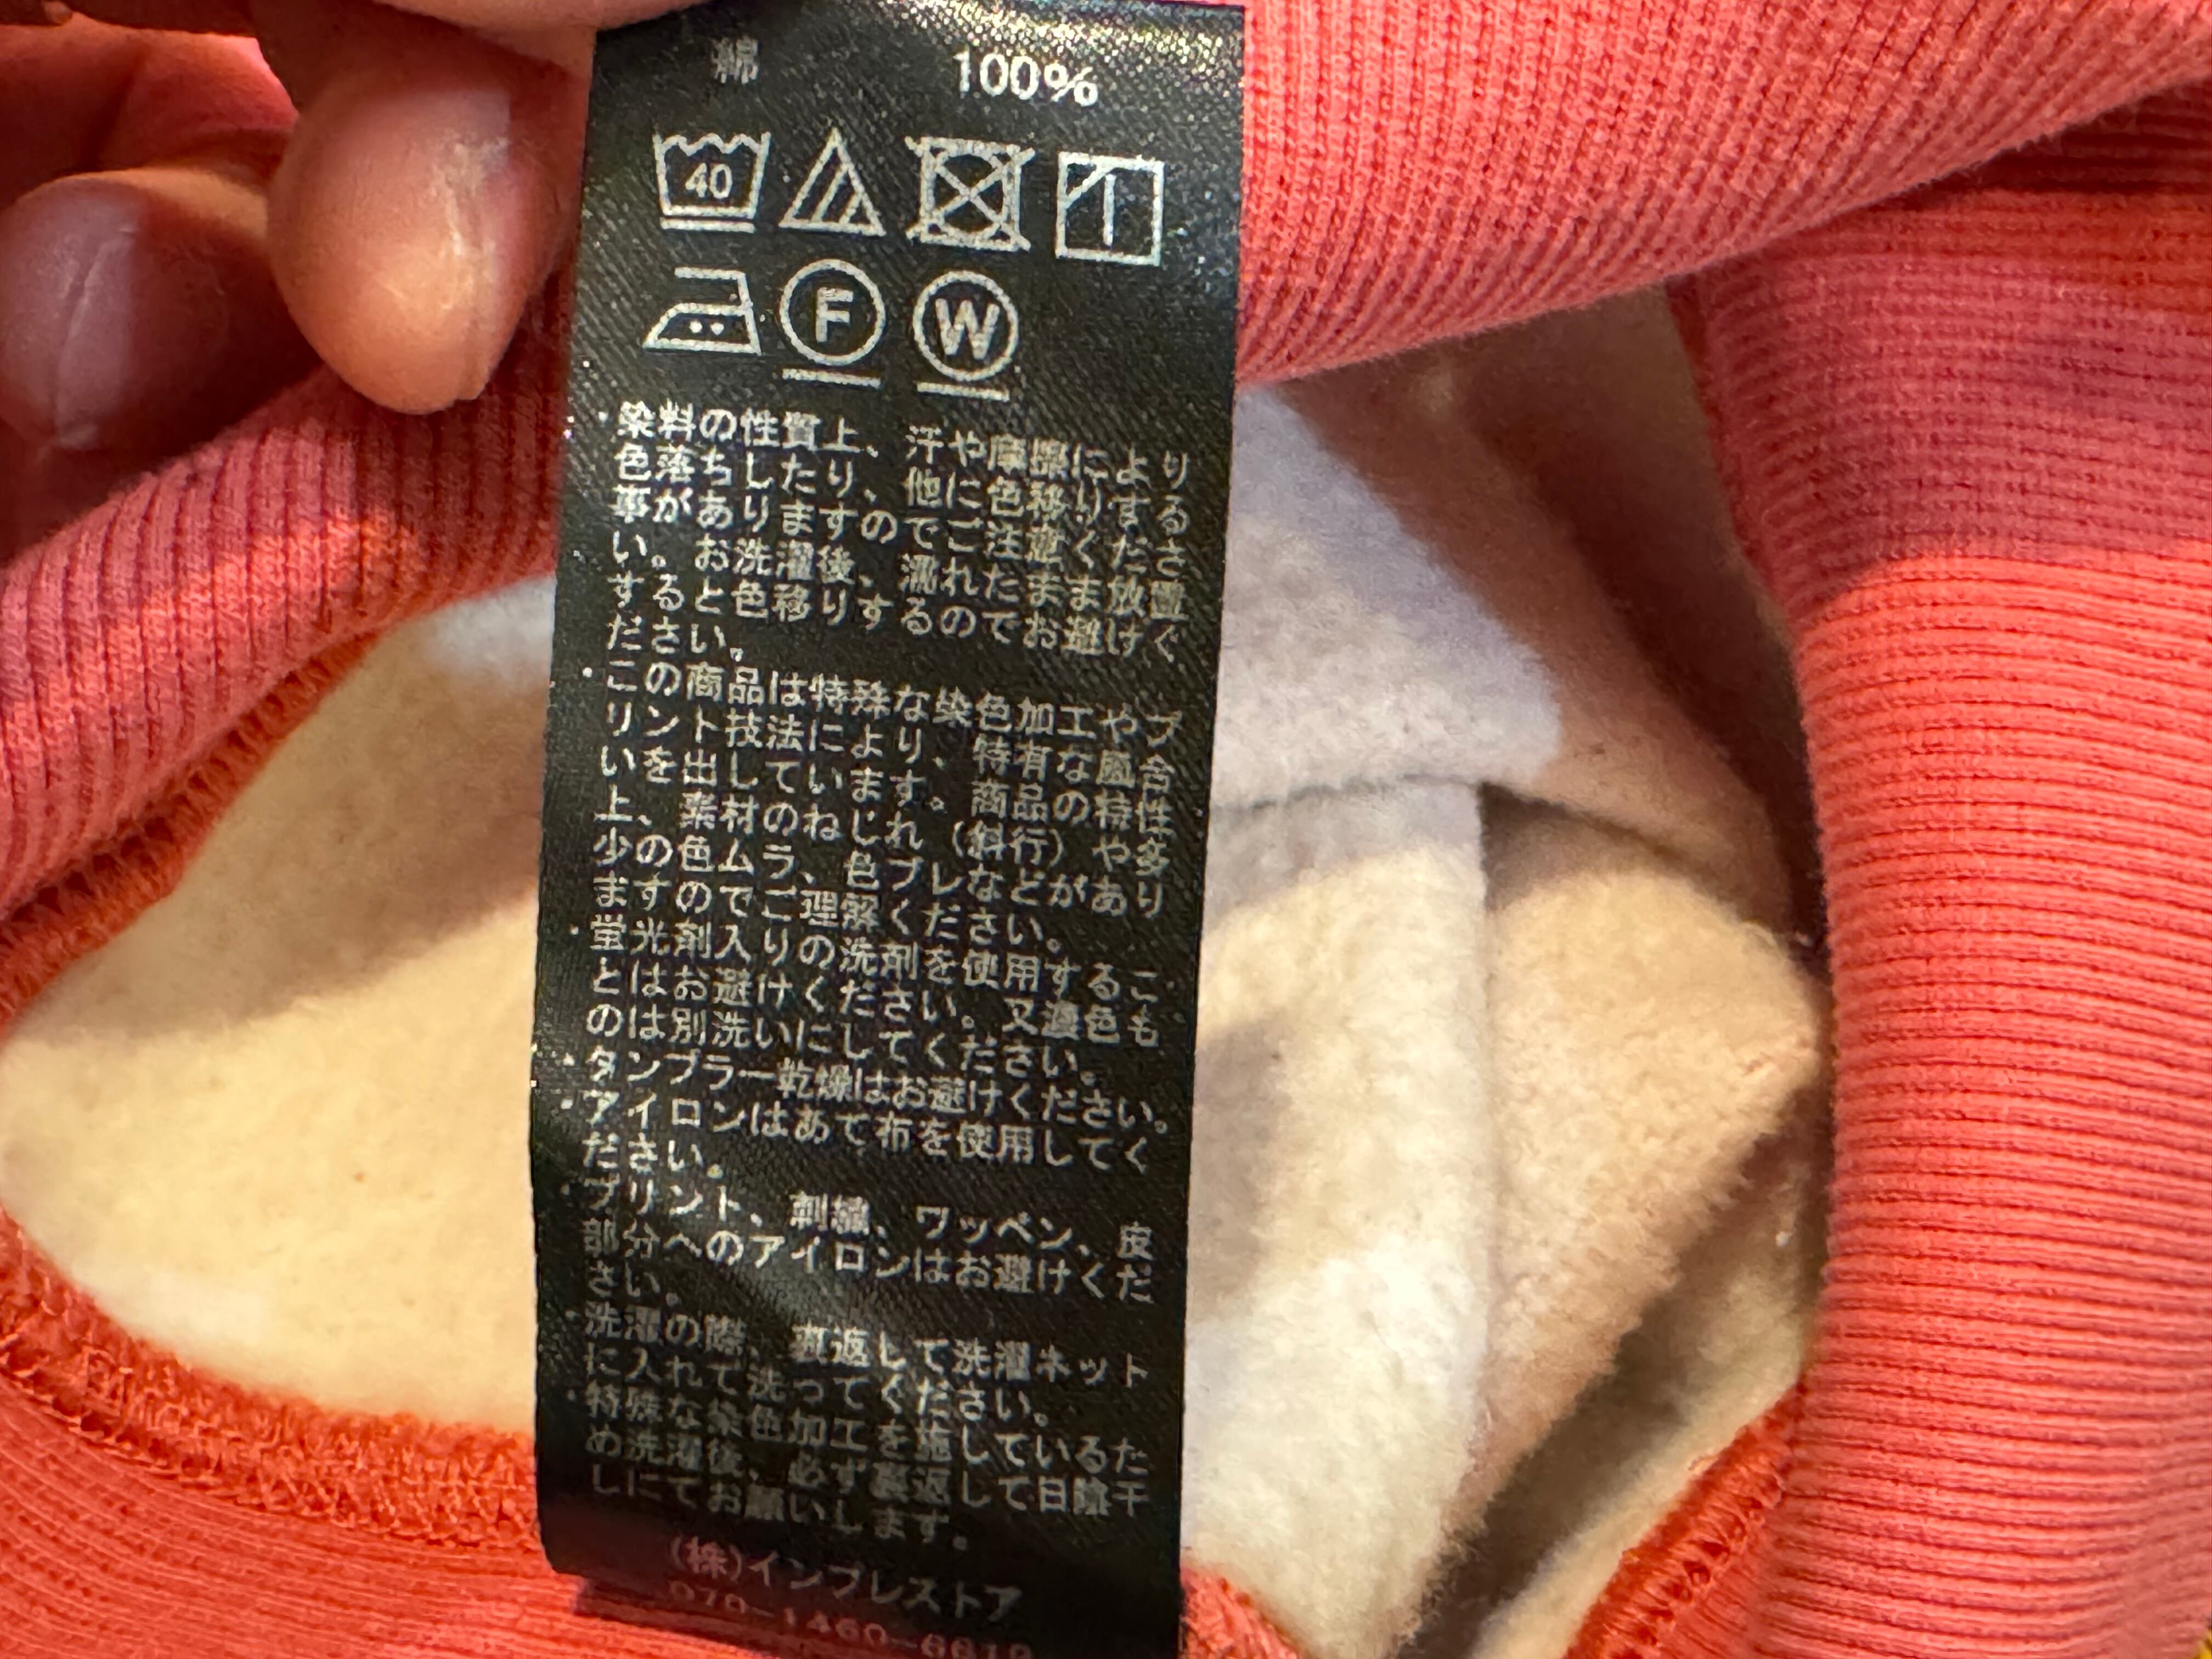 綿 100%
40
F W
・染料の性質上、汗や摩擦により
色落ちしたり、他に色移りする
事がありますのでご注意くださ
い。お洗濯後、濡れたまま放置
すると色移りするのでお避けぐ
ださい。
・この商品は特殊な染色加工やプ
リント技法により、特有な風合
いを出しています。商品の特性
上、素材のねじれ（斜行）や多
少の色ムラ、色ブレなどがあり
ますのでご理解ください。
・蛍光剤入りの洗剤を使用するこ
とはお避けください。又濃色も
のは別洗いにしてください。
・タンブラー乾燥はお避けください。
・アイロンはあて布を使用してく
ださい。
・プリント、刺繍、ワッペン、皮
部分へのアイロンはお避けくだ
さい。
・洗濯の際、裏返して洗濯ネット
に入れて洗ってください。
・特殊な染色加工を施しているた
め洗濯後、必ず裏返して日陰干
しにてお願いします。
(株)インプレストア